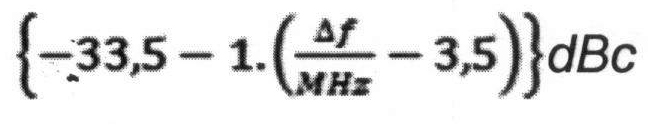 {−33,5 − 1.(Δf/MHz − 3,5)}dBc